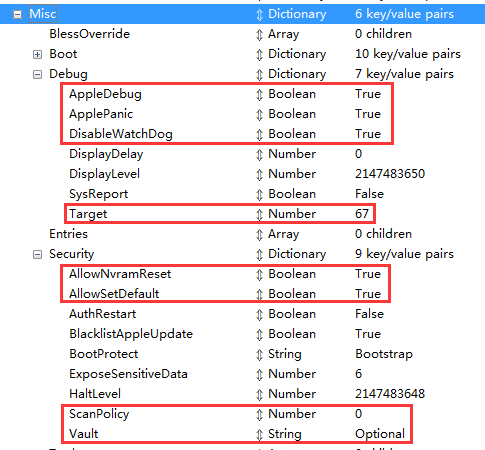 Misc Dictionary 6 key/value pairs
BlessOverride Array 0 children
Boot Dictionary 10 key/value pairs
Debug Dictionary 7 key/value pairs
AppleDebug Boolean True
ApplePanic Boolean True
DisableWatchDog Boolean True
DisplayDelay Number 0
DisplayLevel Number 2147483650
SysReport Boolean False
Target Number 67
Entries Array 0 children
Security Dictionary 9 key/value pairs
AllowNvramReset Boolean True
AllowSetDefault Boolean True
AuthRestart Boolean False
BlacklistAppleUpdate Boolean True
BootProtect String Bootstrap
ExposeSensitiveData Number 6
HaltLevel Number 2147483648
ScanPolicy Number 0
Vault String Optional